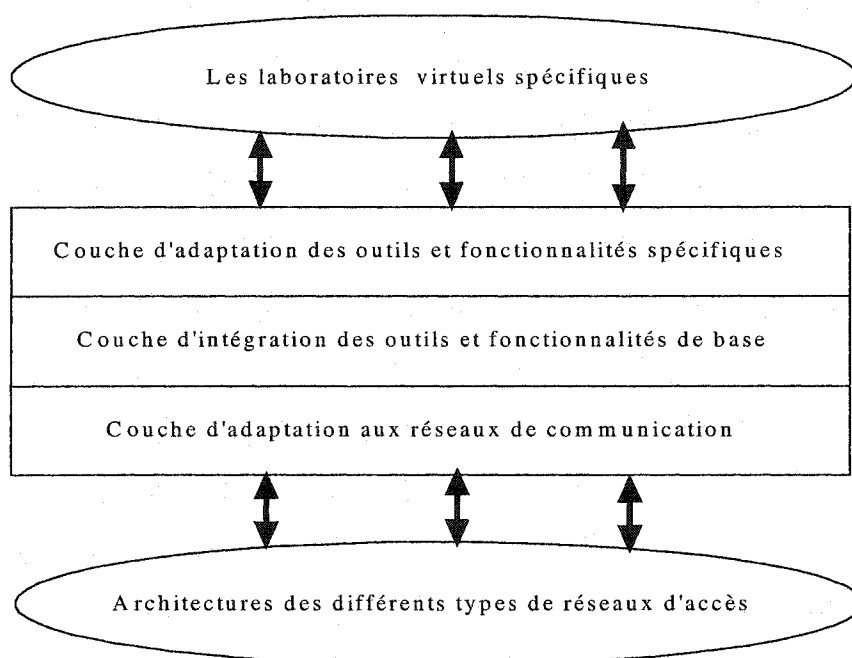 Les laboratoires virtuels spécifiques
Couche d'adaptation des outils et fonctionnalités spécifiques
Couche d'intégration des outils et fonctionnalités de base
Couche d'adaptation aux réseaux de communication
Architectures des différents types de réseaux d'accès